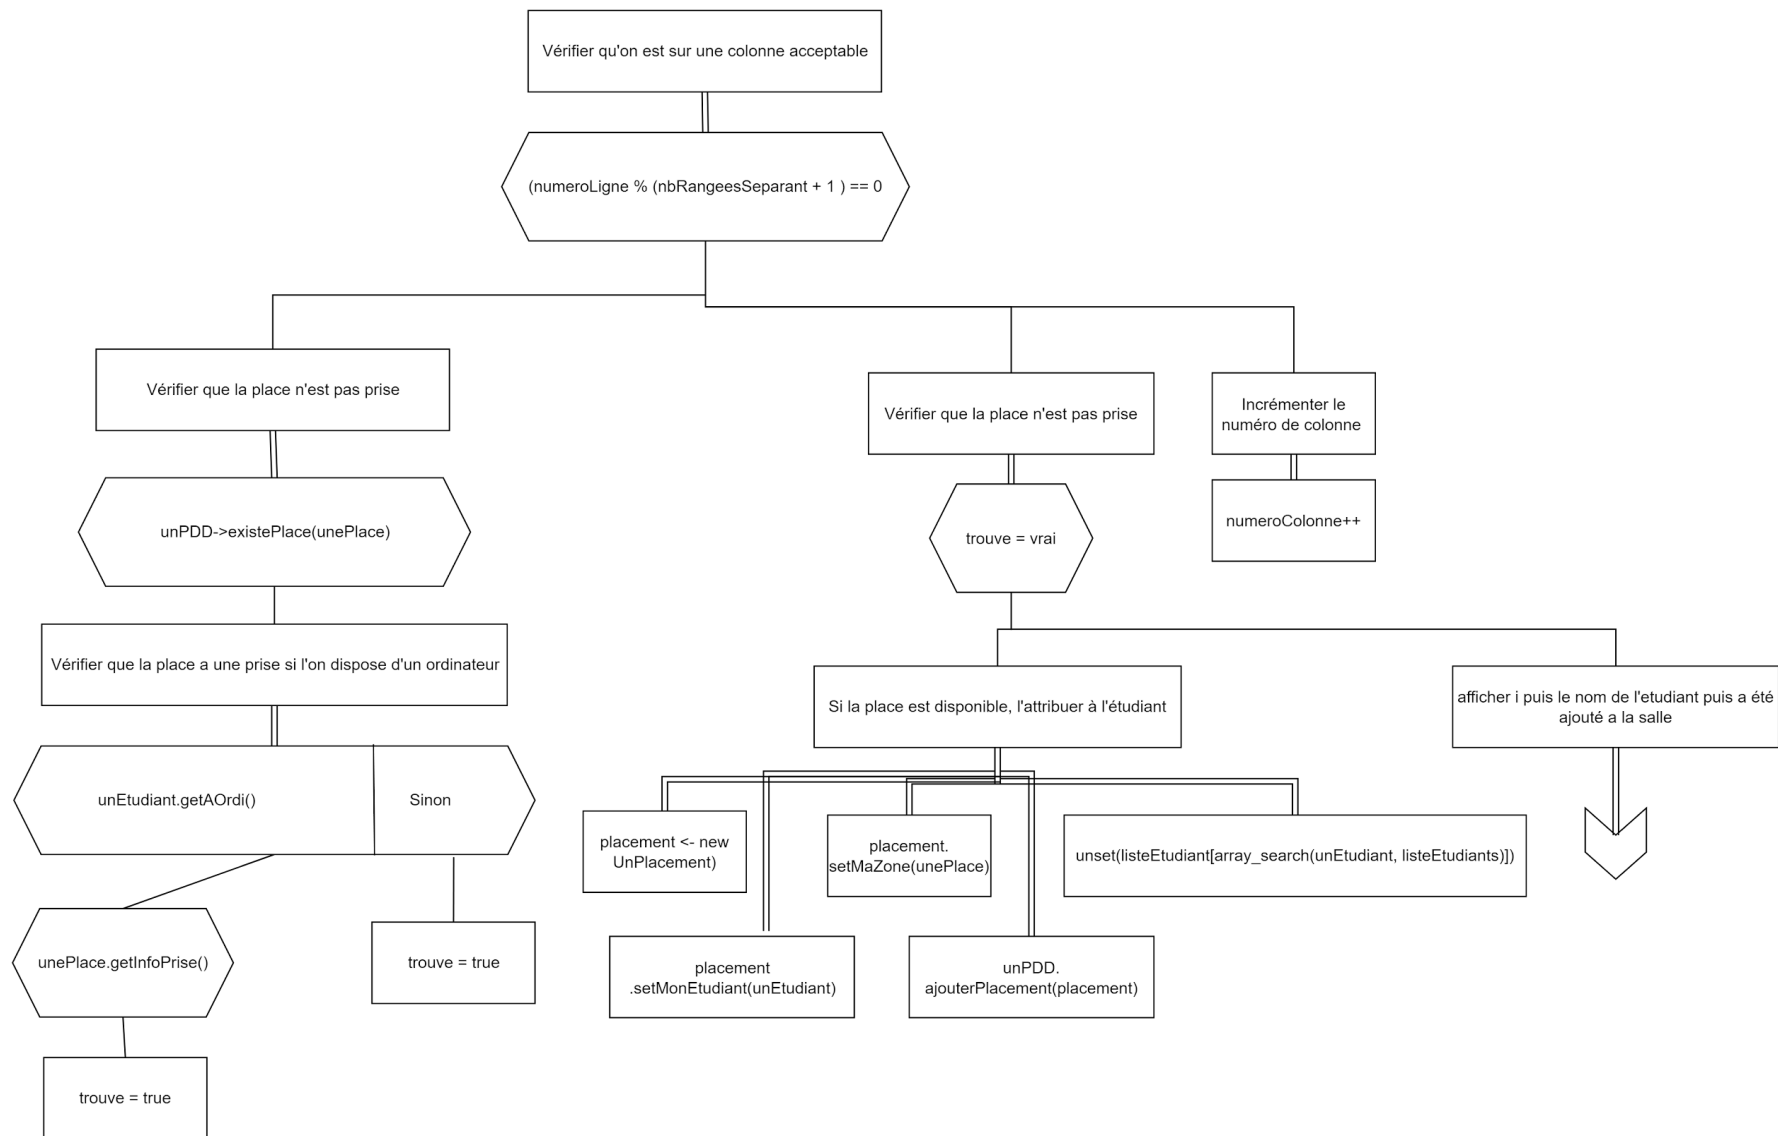 Vérifier qu'on est sur une colonne acceptable
(numeroLigne % (nbRangeesSeparant + 1 ) == 0
Vérifier que la place n'est pas prise
Vérifier que la place n'est pas prise
Incrémenter le
numéro de colonne
unPDD->existePlace(unePlace)
trouve = vrai
numeroColonne++
Vérifier que la place a une prise si l'on dispose d'un ordinateur
Si la place est disponible, l'attribuer à l'étudiant
afficher i puis le nom de l'etudiant puis a été
ajouté a la salle
unEtudiant.getAOrdi()
Sinon
placement <- new
UnPlacement)
placement.
setMaZone(unePlace)
unset(listeEtudiant[array_search(unEtudiant, listeEtudiants)])
unePlace.getInfoPrise()
trouve = true
placement
.setMonEtudiant(unEtudiant)
unPDD.
ajouterPlacement(placement)
trouve = true